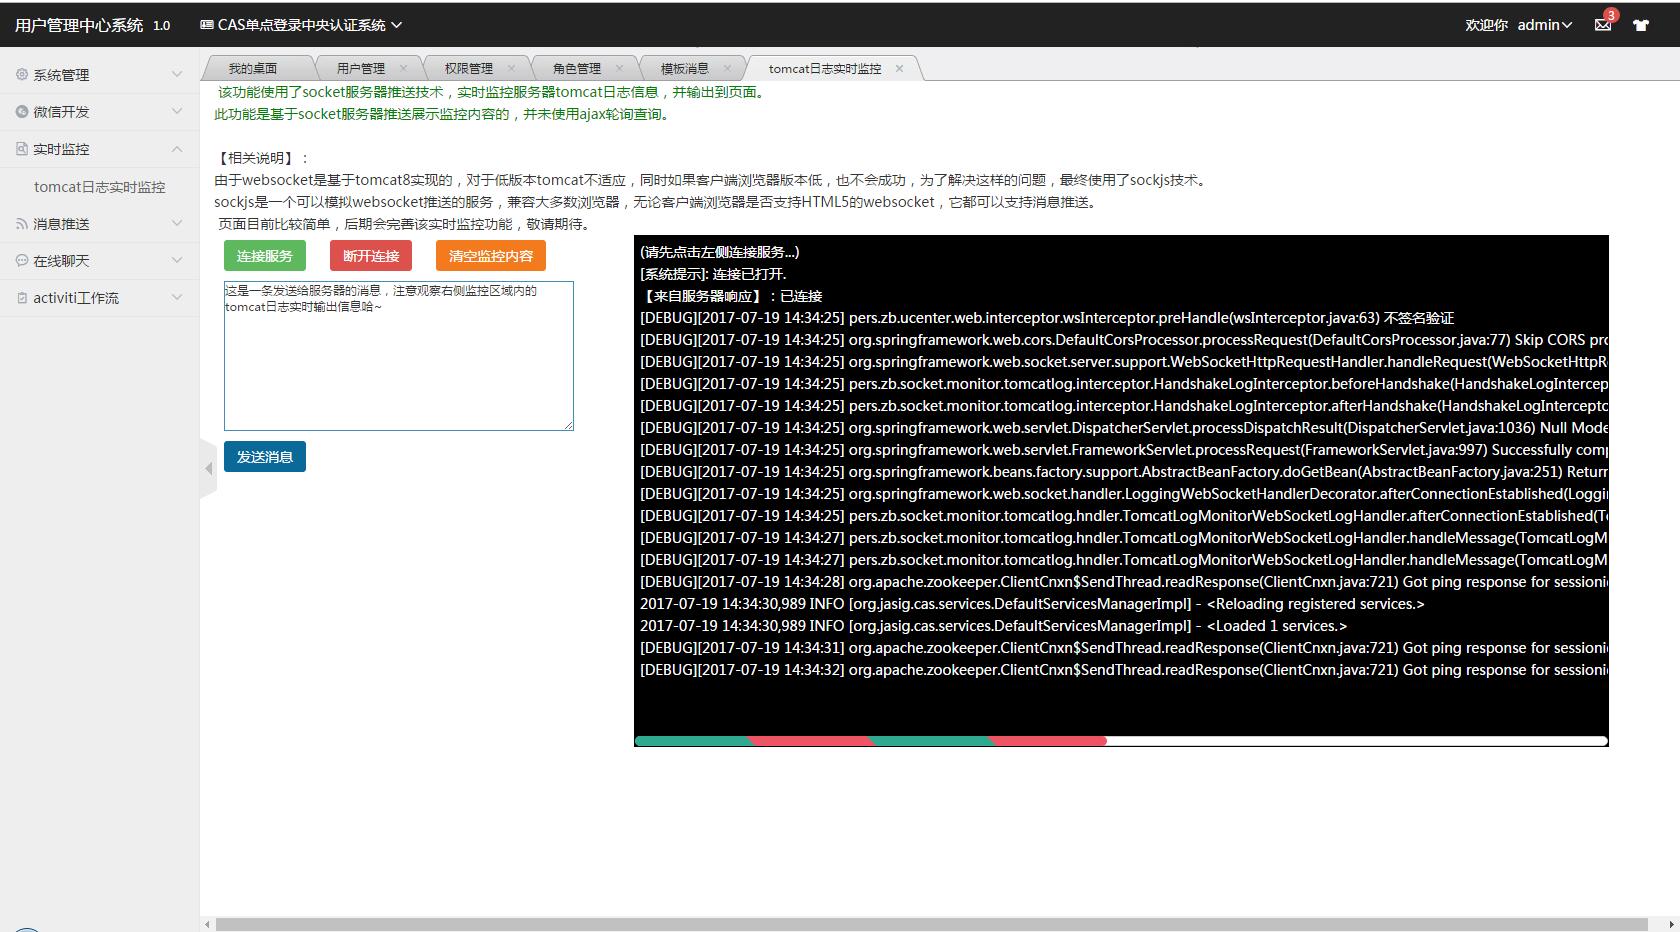 用户管理中心系统 1.0
CAS单点登录中央认证系统
欢迎你 admin
3
系统管理
微信开发
实时监控
tomcat日志实时监控
消息推送
在线聊天
activiti工作流
我的桌面
用户管理
权限管理
角色管理
模板消息
tomcat日志实时监控
该功能使用了socket服务器推送技术，实时监控服务器tomcat日志信息，并输出到页面。
此功能是基于socket服务器推送展示监控内容的，并未使用ajax轮询查询。
【相关说明】：
由于websocket是基于tomcat8实现的，对于低版本tomcat不适应，同时如果客户端浏览器版本低，也不会成功，为了解决这样的问题，最终使用了sockjs技术。
sockjs是一个可以模拟websocket推送的服务，兼容大多数浏览器，无论客户端浏览器是否支持HTML5的websocket，它都可以支持消息推送。
页面目前比较简单，后期会完善该实时监控功能，敬请期待。
连接服务
断开连接
清空监控内容
这是一条发送给服务器的消息，注意观察右侧监控区域内的
tomcat日志实时输出信息哈~
发送消息
(请先点击左侧连接服务...)
[系统提示]: 连接已打开.
【来自服务器响应】：已连接
[DEBUG][2017-07-19 14:34:25] pers.zb.ucenter.web.interceptor.wsInterceptor.preHandle(wsInterceptor.java:63) 不签名验证
[DEBUG][2017-07-19 14:34:25] org.springframework.web.cors.DefaultCorsProcessor.processRequest(DefaultCorsProcessor.java:77) Skip CORS pro
[DEBUG][2017-07-19 14:34:25] org.springframework.web.socket.server.support.WebSocketHttpRequestHandler.handleRequest(WebSocketHttpR
[DEBUG][2017-07-19 14:34:25] pers.zb.socket.monitor.tomcatlog.interceptor.HandshakeLogInterceptor.beforeHandshake(HandshakeLogIntercep
[DEBUG][2017-07-19 14:34:25] pers.zb.socket.monitor.tomcatlog.interceptor.HandshakeLogInterceptor.afterHandshake(HandshakeLogIntercepto
[DEBUG][2017-07-19 14:34:25] org.springframework.web.servlet.DispatcherServlet.processDispatchResult(DispatcherServlet.java:1036) Null Mode
[DEBUG][2017-07-19 14:34:25] org.springframework.web.servlet.FrameworkServlet.processRequest(FrameworkServlet.java:997) Successfully comp
[DEBUG][2017-07-19 14:34:25] org.springframework.beans.factory.support.AbstractBeanFactory.doGetBean(AbstractBeanFactory.java:251) Return
[DEBUG][2017-07-19 14:34:25] org.springframework.web.socket.handler.LoggingWebSocketHandlerDecorator.afterConnectionEstablished(Loggi
[DEBUG][2017-07-19 14:34:25] pers.zb.socket.monitor.tomcatlog.hndler.TomcatLogMonitorWebSocketLogHandler.afterConnectionEstablished(To
[DEBUG][2017-07-19 14:34:27] pers.zb.socket.monitor.tomcatlog.hndler.TomcatLogMonitorWebSocketLogHandler.handleMessage(TomcatLogM
[DEBUG][2017-07-19 14:34:27] pers.zb.socket.monitor.tomcatlog.hndler.TomcatLogMonitorWebSocketLogHandler.handleMessage(TomcatLogM
[DEBUG][2017-07-19 14:34:28] org.apache.zookeeper.ClientCnxn$SendThread.readResponse(ClientCnxn.java:721) Got ping response for sessioni
2017-07-19 14:34:30,989 INFO [org.jasig.cas.services.DefaultServicesManagerImpl] - <Reloading registered services.>
2017-07-19 14:34:30,989 INFO [org.jasig.cas.services.DefaultServicesManagerImpl] - <Loaded 1 services.>
[DEBUG][2017-07-19 14:34:31] org.apache.zookeeper.ClientCnxn$SendThread.readResponse(ClientCnxn.java:721) Got ping response for sessioni
[DEBUG][2017-07-19 14:34:32] org.apache.zookeeper.ClientCnxn$SendThread.readResponse(ClientCnxn.java:721) Got ping response for sessioni